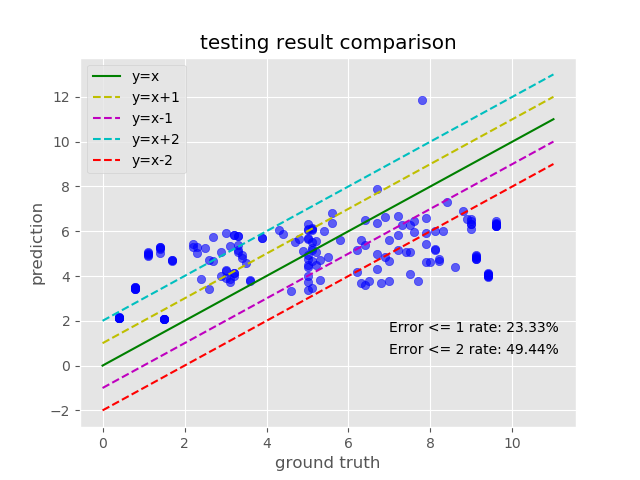 testing result comparison
y=x
y=x+1
y=x-1
y=x+2
y=x-2
12
10
8
6
4
2
0
−2
prediction
Error <= 1 rate: 23.33%
Error <= 2 rate: 49.44%
0 2 4 6 8 10
ground truth